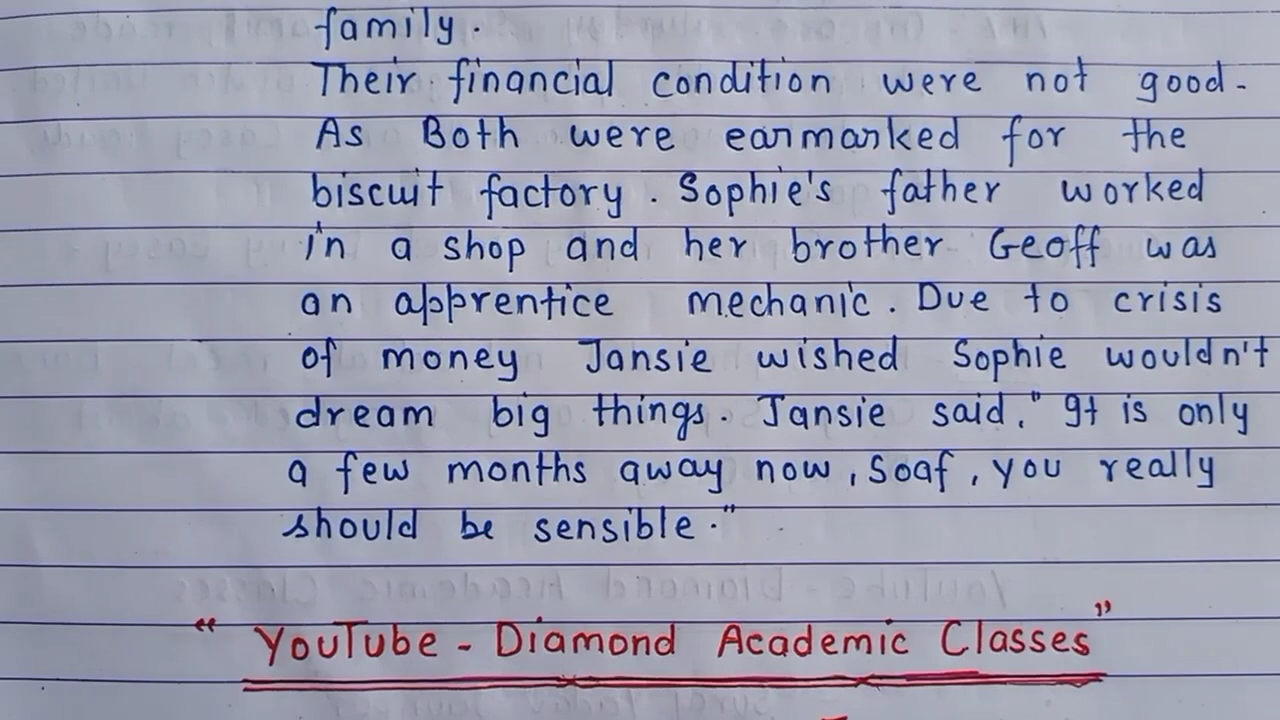 family.
Their financial condition were not good.
As Both were earmarked for the
biscuit factory. Sophie's father worked
in a shop and her brother Geoff was
an apprentice mechanic. Due to crisis
of money Jansie wished Sophie wouldn't
dream big things. Jansie said," It is only
a few months away now, Soaf, you really
should be sensible."
"YouTube - Diamond Academic Classes"